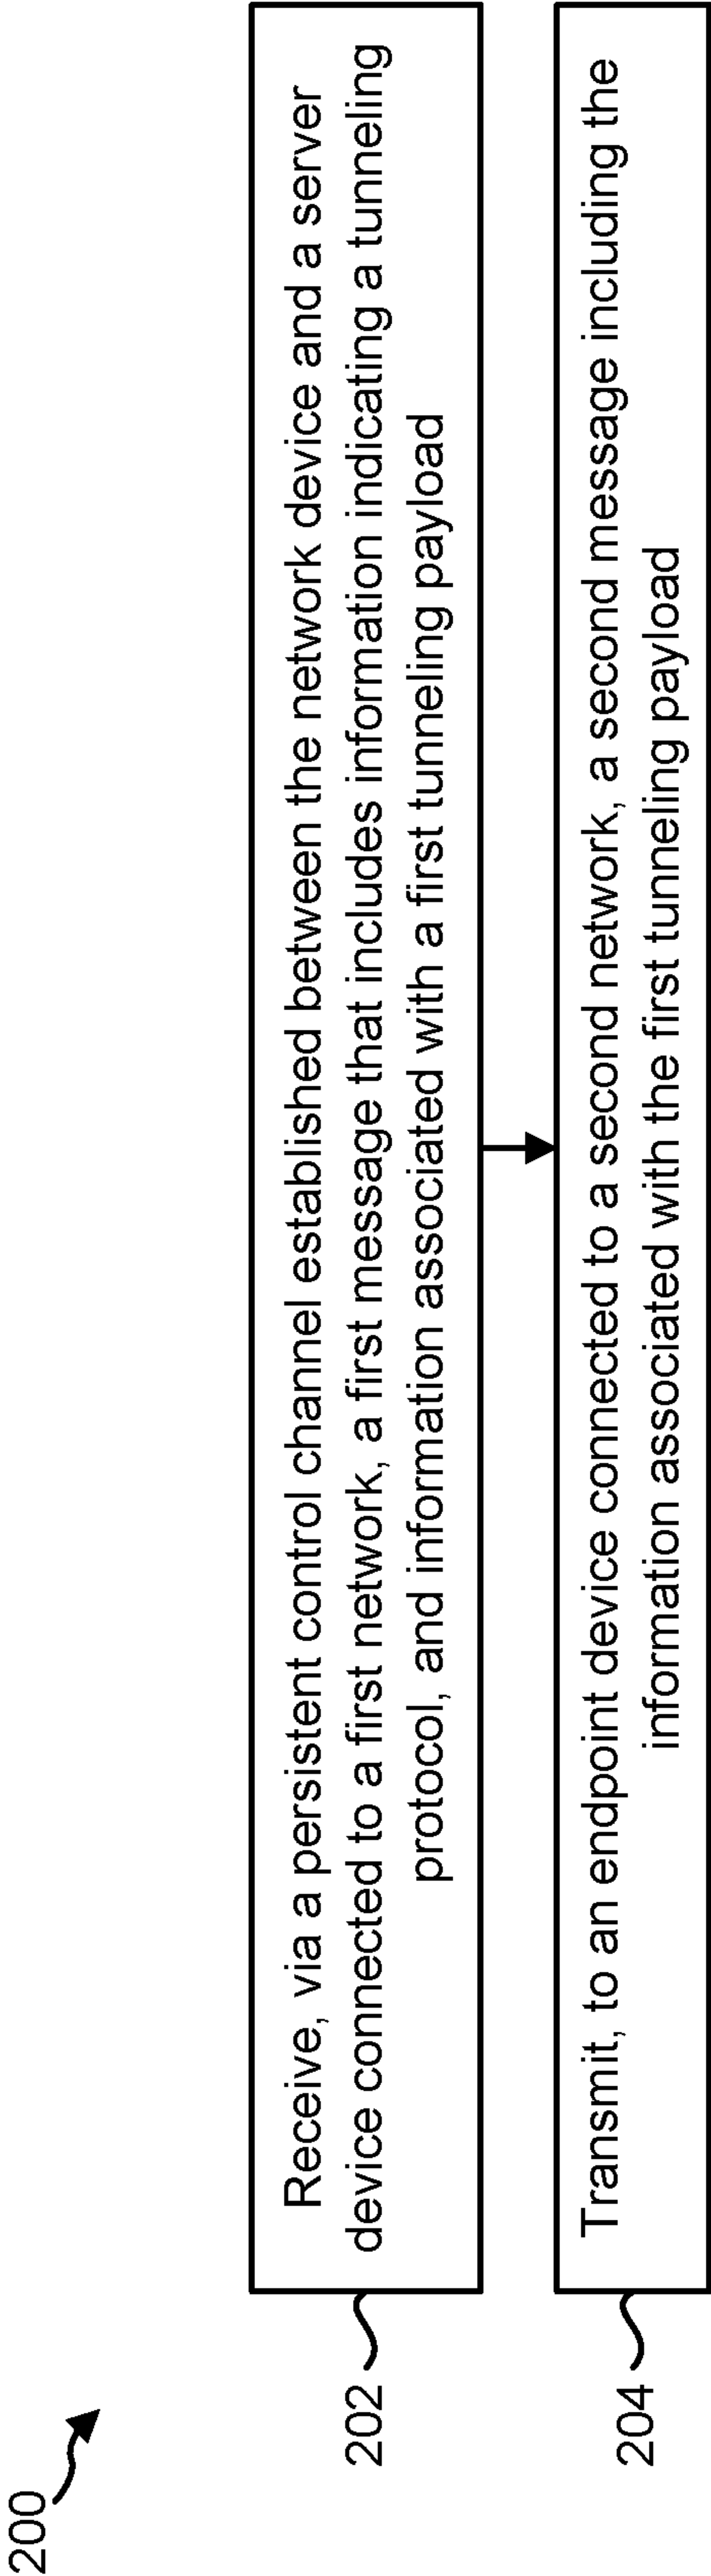 200
202
Receive, via a persistent control channel established between the network device and a server
device connected to a first network, a first message that includes information indicating a tunneling
protocol, and information associated with a first tunneling payload
204
Transmit, to an endpoint device connected to a second network, a second message including the
information associated with the first tunneling payload